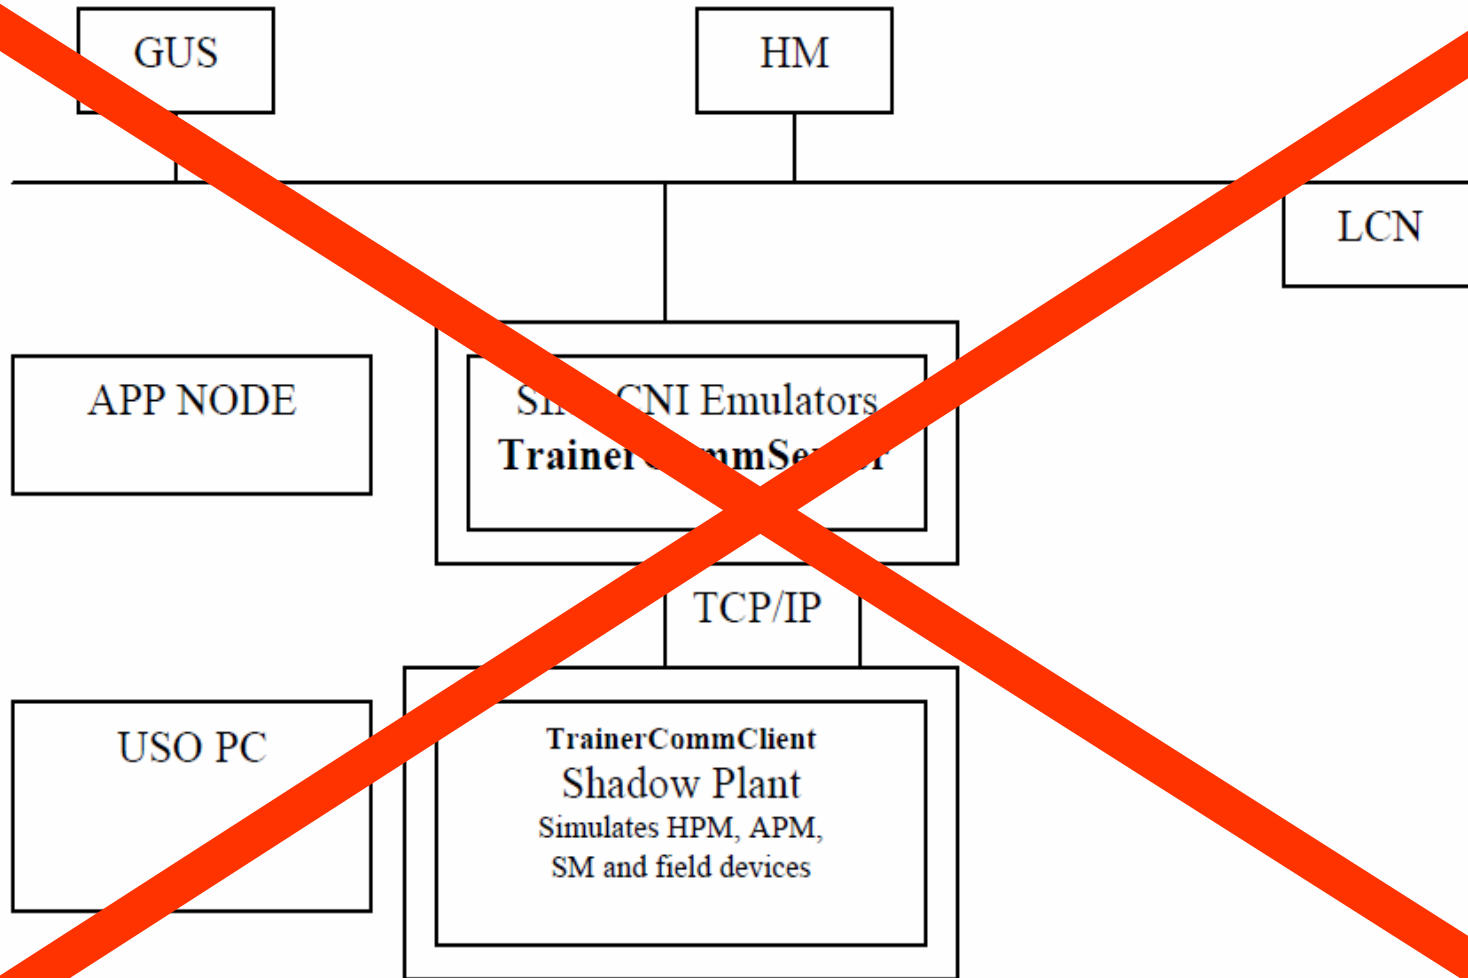 GUS
HM
LCN
APP NODE
Emulators
USO PC
TCP/IP
TrainerCommClient
Shadow Plant
Simulates HPM, APM,
SM and field devices